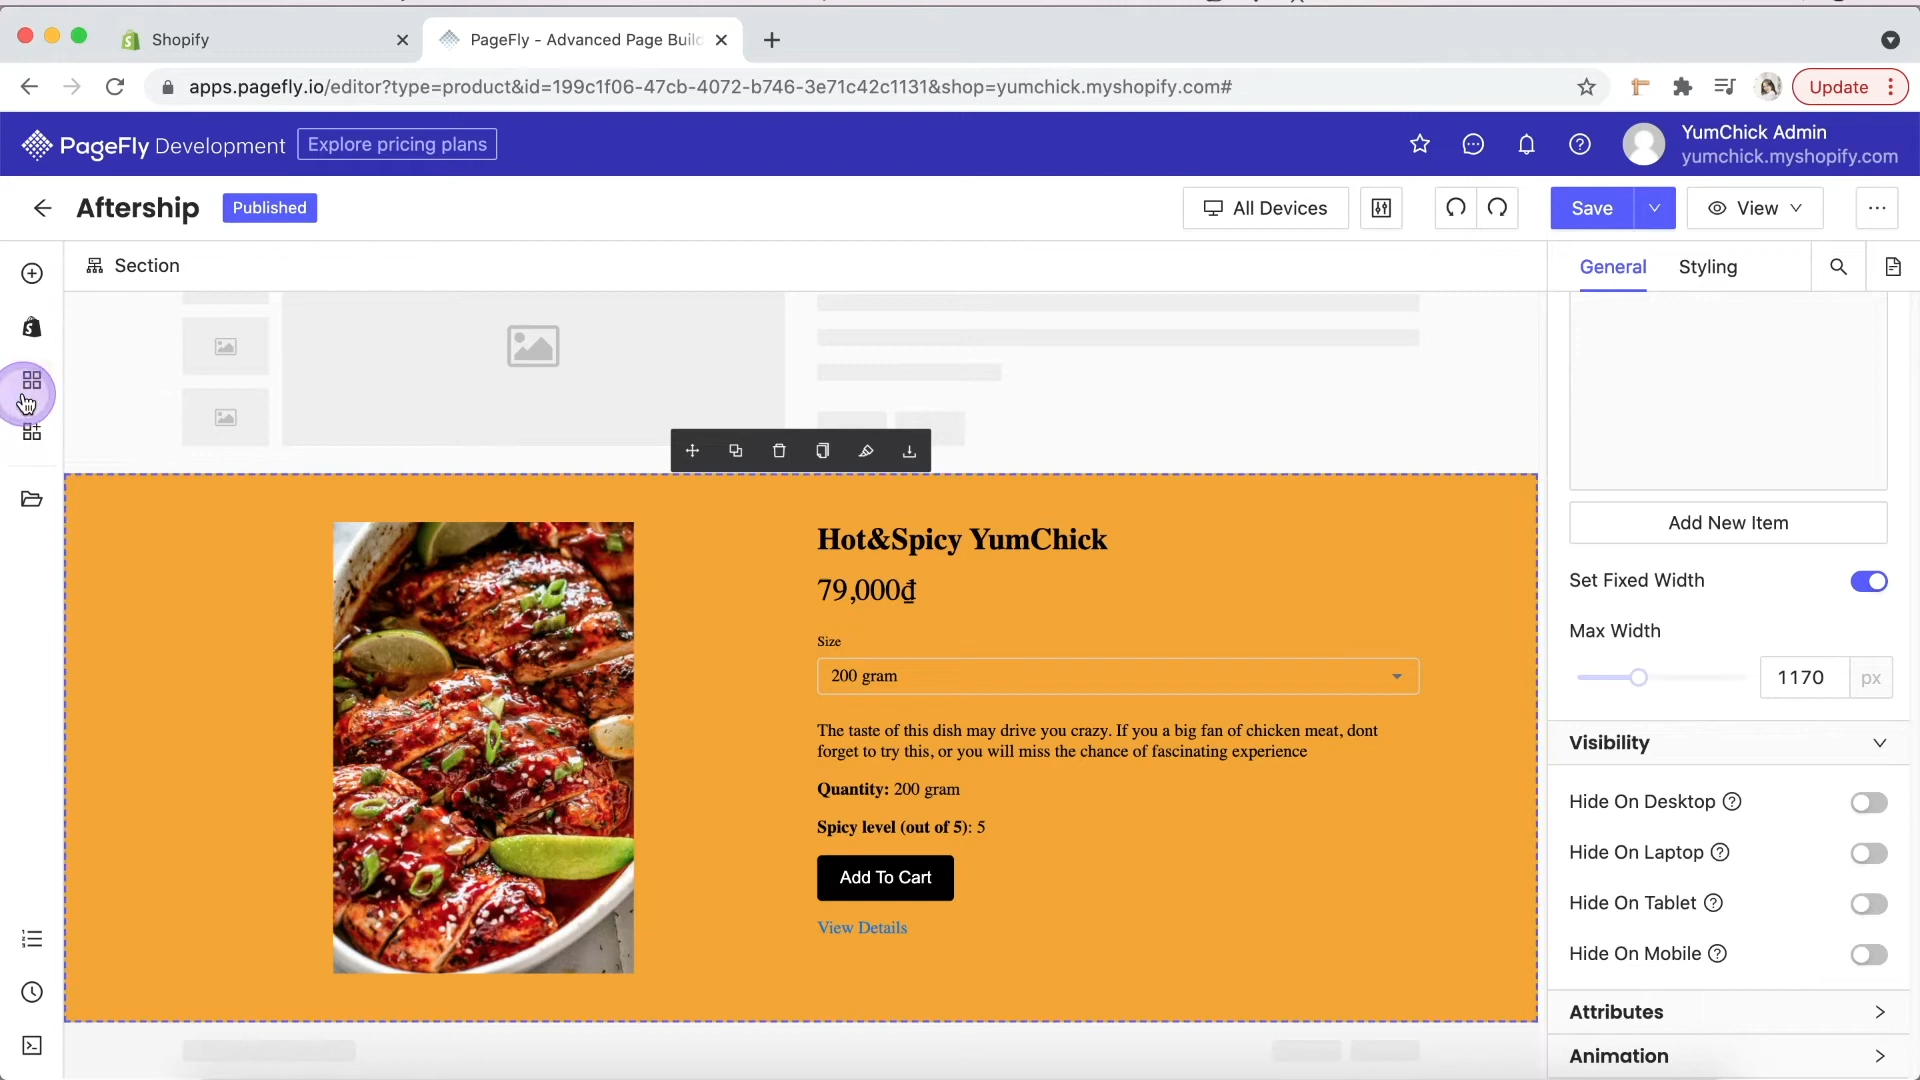 Shopify
PageFly - Advanced Page Buil
apps.pagefly.io/editor?type=product&id=199c1f06-47cb-4072-b746-3e71c42c1131&shop=yumchick.myshopify.com#
Update
PageFly Development
Explore pricing plans
YumChick Admin
yumchick.myshopify.com
Aftership
Published
All Devices
Save
View
Section
General
Styling
Add New Item
Set Fixed Width
Max Width
1170
px
Visibility
Hide On Desktop
Hide On Laptop
Hide On Tablet
Hide On Mobile
Attributes
Animation
Hot&Spicy YumChick
79,000₫
Size
200 gram
The taste of this dish may drive you crazy. If you a big fan of chicken meat, dont
forget to try this, or you will miss the chance of fascinating experience
Quantity: 200 gram
Spicy level (out of 5): 5
Add To Cart
View Details